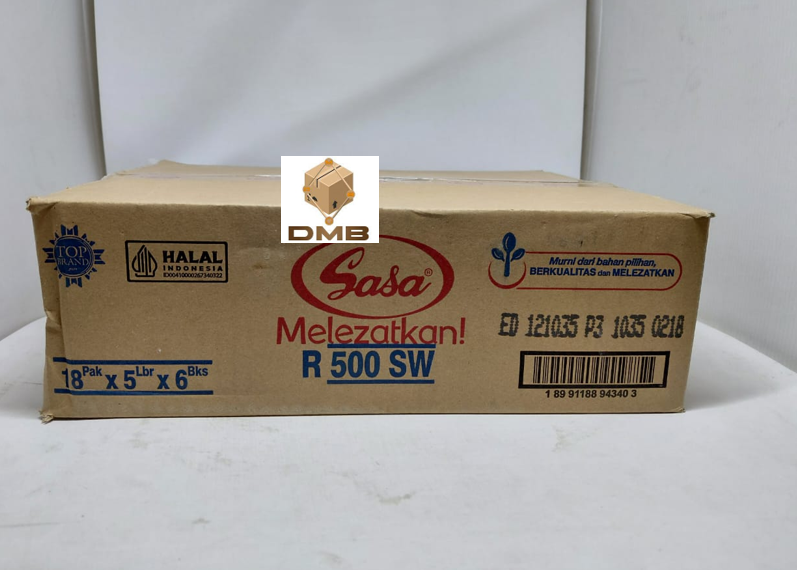 DMB
TOP
BRAND
HALAL
INDONESIA
ID00410000267340322
Sasa®
Melezatkan!
R 500 SW
Murni dari bahan pilihan,
BERKUALITAS dan MELEZATKAN
ED 121035 P3 1035 0218
18 Pak x 5 Lbr x 6 Bks
1 89 91188 94340 3